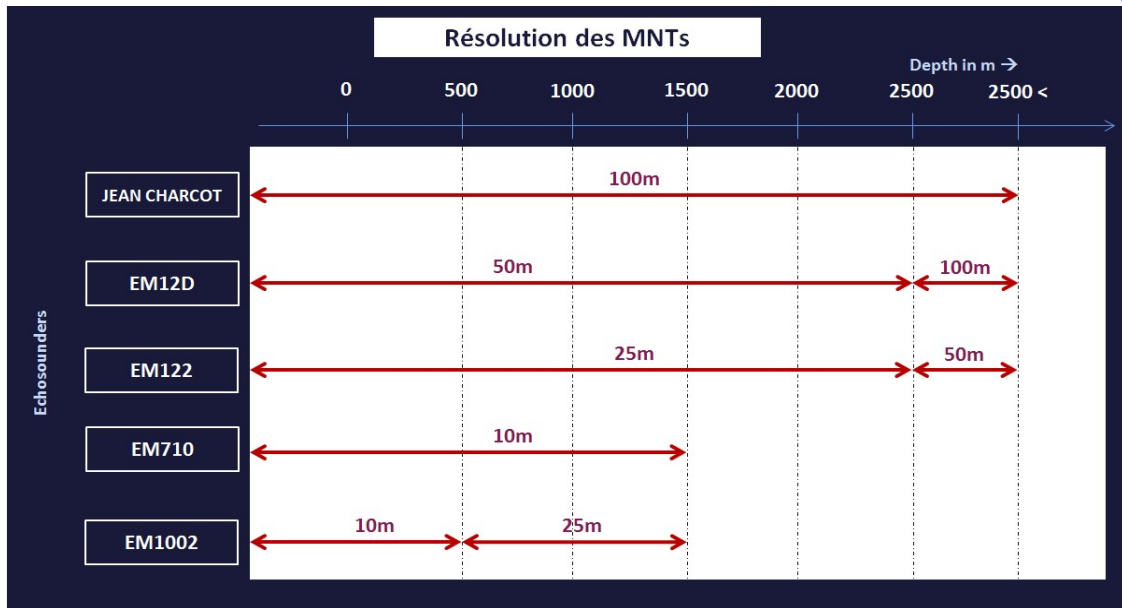 Résolution des MNTs
Depth in m →
0 500 1000 1500 2000 2500 2500 <
Echosounders
JEAN CHARCOT 100m
EM12D 50m 100m
EM122 25m 50m
EM710 10m
EM1002 10m 25m